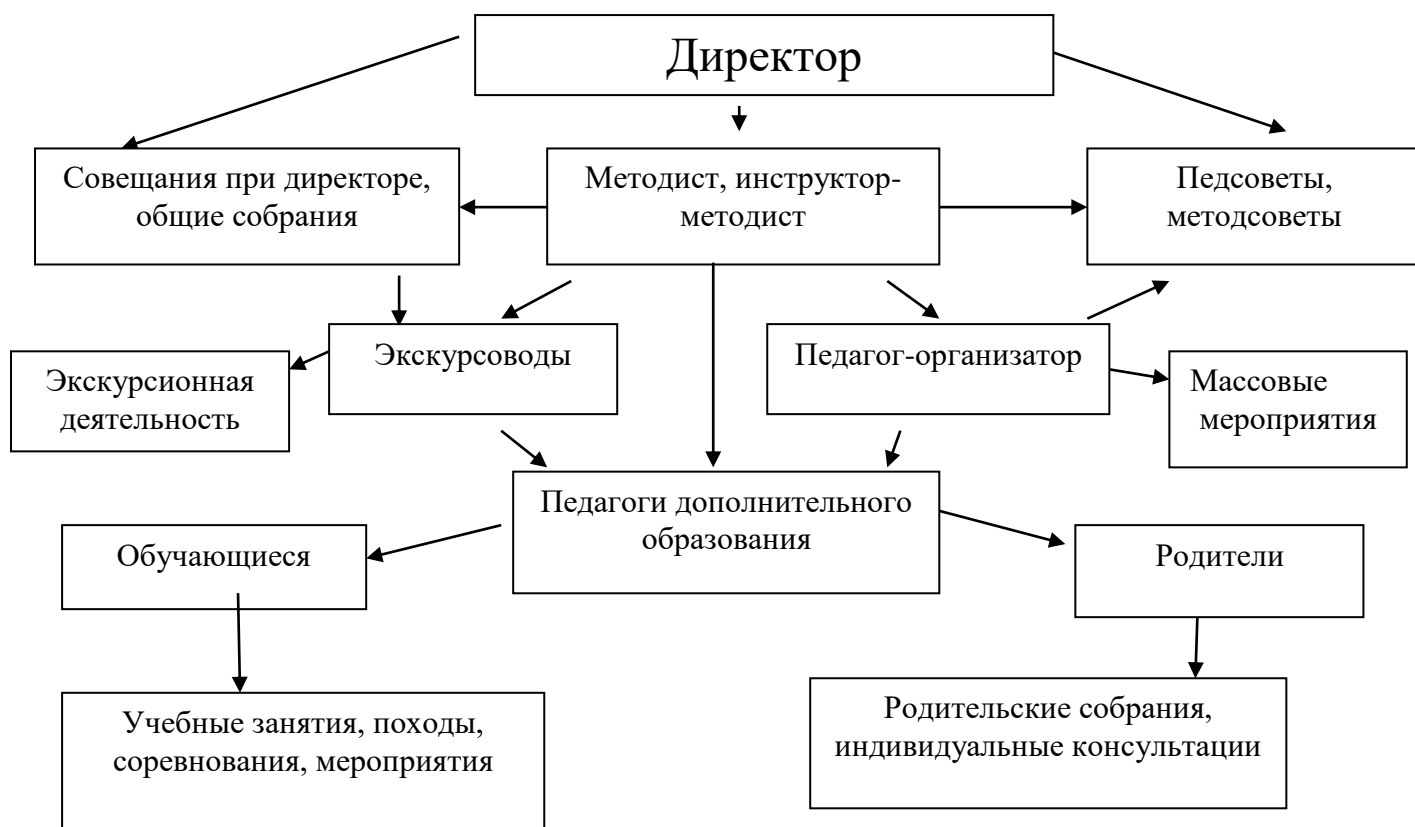 Директор
Совещания при директоре,
общие собрания
Методист, инструктор-
методист
Педсоветы,
методсоветы
Экскурсионная
деятельность
Экскурсоводы
Педагог-организатор
Массовые
мероприятия
Педагоги дополнительного
образования
Обучающиеся
Родители
Учебные занятия, походы,
соревнования, мероприятия
Родительские собрания,
индивидуальные консультации